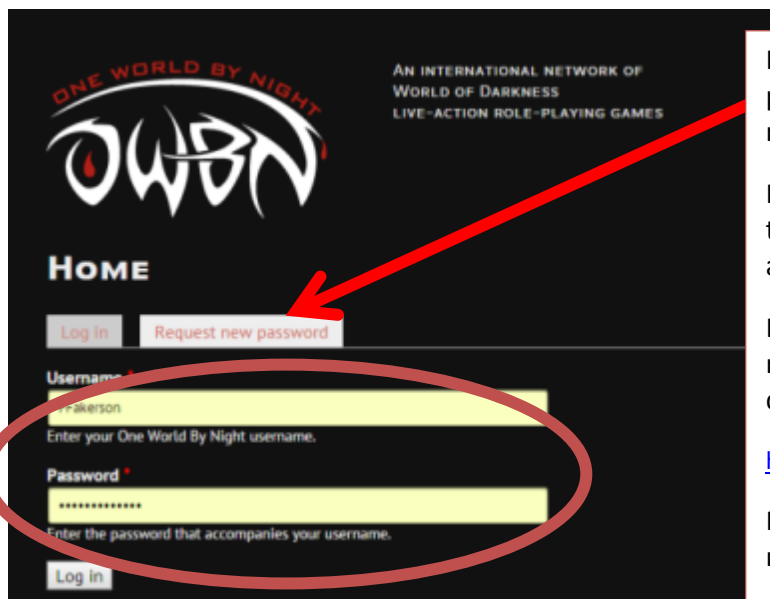 ONE WORLD BY NIGHT
OWBN
AN INTERNATIONAL NETWORK OF
WORLD OF DARKNESS
LIVE-ACTION ROLE-PLAYING GAMES
HOME
Log in
Request new password
Username *
Fakerson
Enter your One World By Night username.
Password *
•••••••••••••
Enter the password that accompanies your username.
Log in